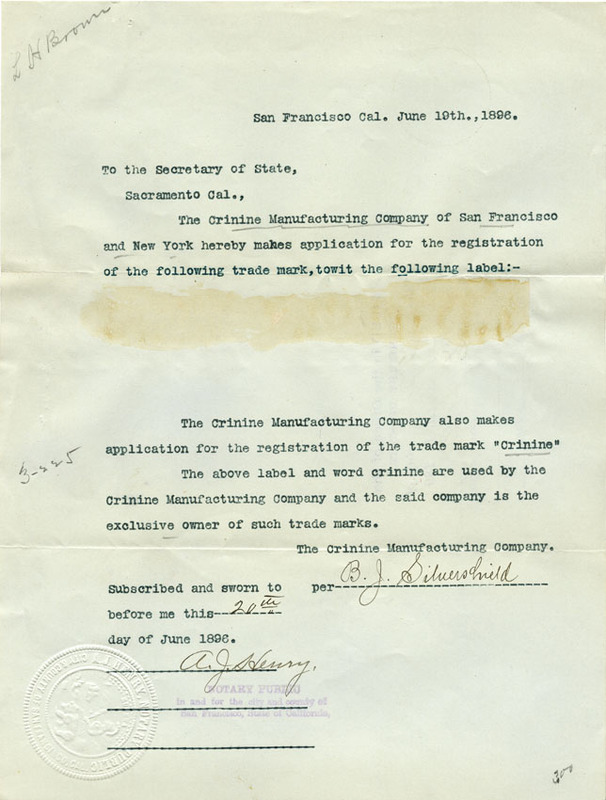 L H Brown
San Francisco Cal. June 19th.,1896.
To the Secretary of State,
Sacramento Cal.,
The Crinine Manufacturing Company of San Francisco
and New York hereby makes application for the registration
of the following trade mark,towit the following label:-
The Crinine Manufacturing Company also makes
application for the registration of the trade mark "Crinine"
3-225
The above label and word crinine are used by the
Crinine Manufacturing Company and the said company is the
exclusive owner of such trade marks.
The Crinine Manufacturing Company.
Subscribed and sworn to per B. J. Silvershield
before me this 20th
day of June 1896.
A. J. Henry.
NOTARY PUBLIC
in and for the city and county of
San Francisco, State of California,
300